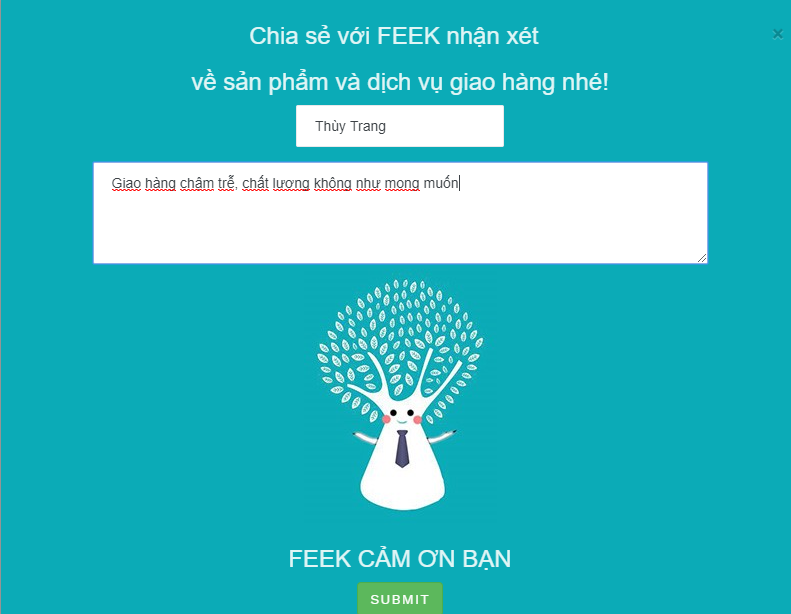 Chia sẻ với FEEK nhận xét
×
về sản phẩm và dịch vụ giao hàng nhé!
Thùy Trang
Giao hàng châm trễ, chất lương không như mong muốn
FEEK CẢM ƠN BẠN
SUBMIT